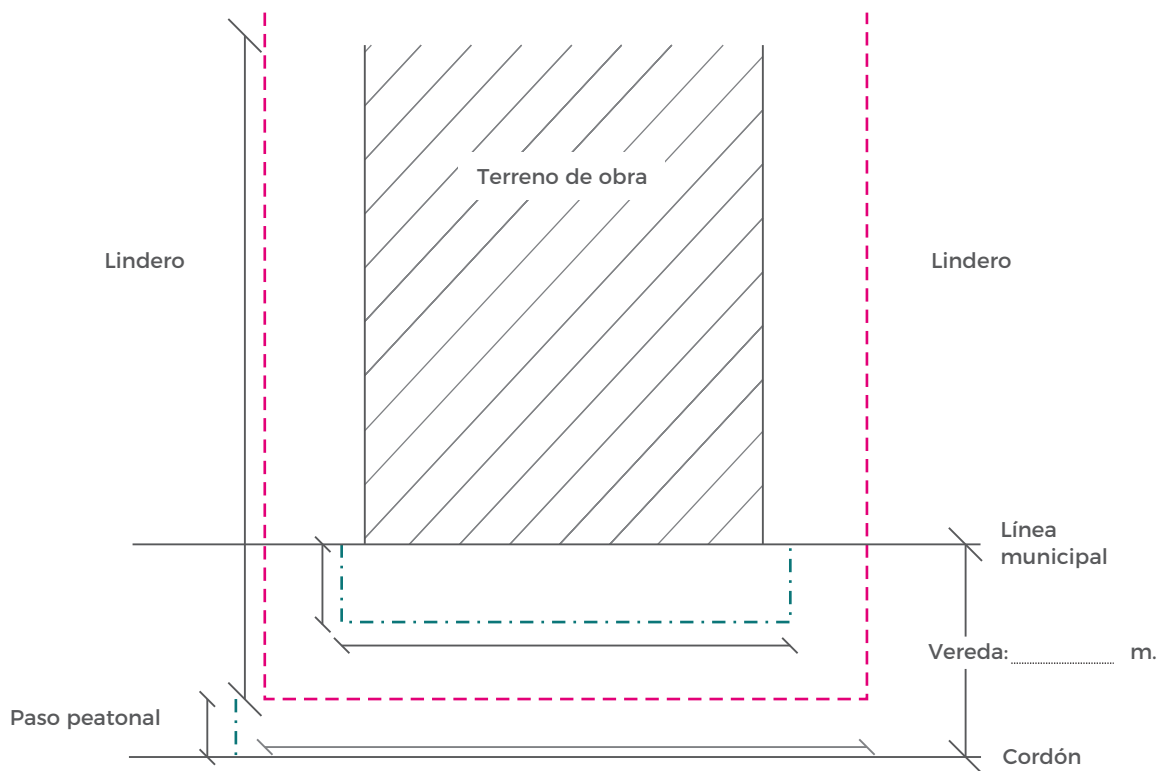 Terreno de obra
Lindero
Lindero
Línea
municipal
Vereda: m.
Paso peatonal
Cordón